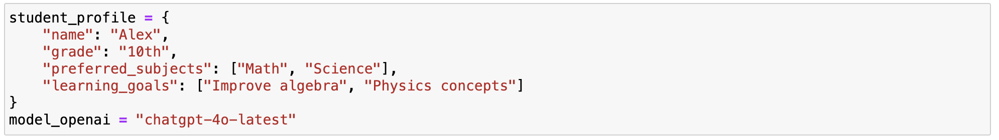 student_profile = {
    "name": "Alex",
    "grade": "10th",
    "preferred_subjects": ["Math", "Science"],
    "learning_goals": ["Improve algebra", "Physics concepts"]
}
model_openai = "chatgpt-4o-latest"